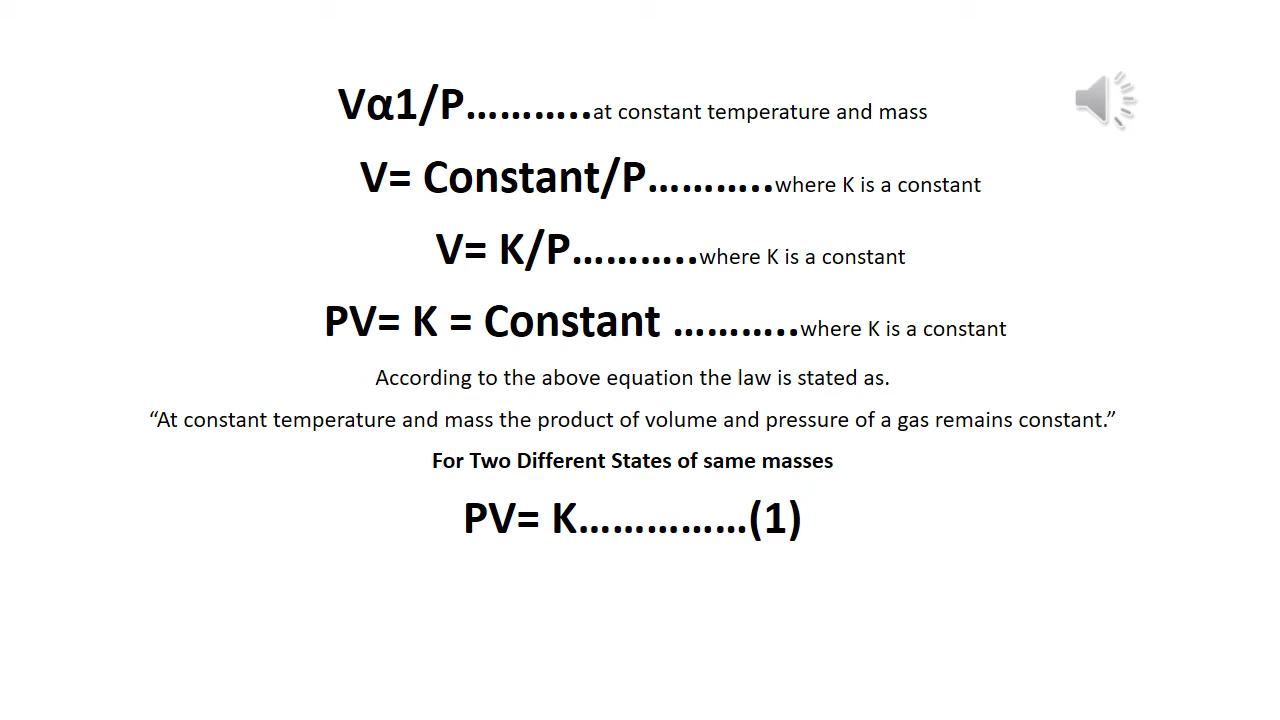 Vα1/P………..at constant temperature and mass
V= Constant/P………..where K is a constant
V= K/P………..where K is a constant
PV= K = Constant ………..where K is a constant
According to the above equation the law is stated as.
“At constant temperature and mass the product of volume and pressure of a gas remains constant.”
For Two Different States of same masses
PV= K……………(1)